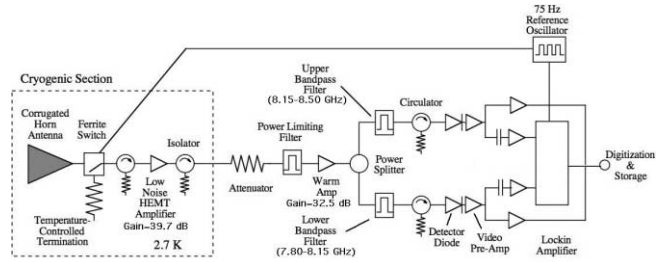 75 Hz
Reference
Oscillator
Cryogenic Section
Corrugated
Horn
Antenna
Ferrite
Switch
Isolator
Low
Noise
HEMT
Amplifier
Gain=39.7 dB
Temperature-
Controlled
Termination
2.7 K
Attenuator
Power Limiting
Filter
Warm
Amp
Gain=32.5 dB
Upper
Bandpass
Filter
(8.15-8.50 GHz)
Circulator
Power
Splitter
Lower
Bandpass
Filter
(7.80-8.15 GHz)
Detector
Diode
Video
Pre-Amp
Lockin
Amplifier
Digitization
&
Storage